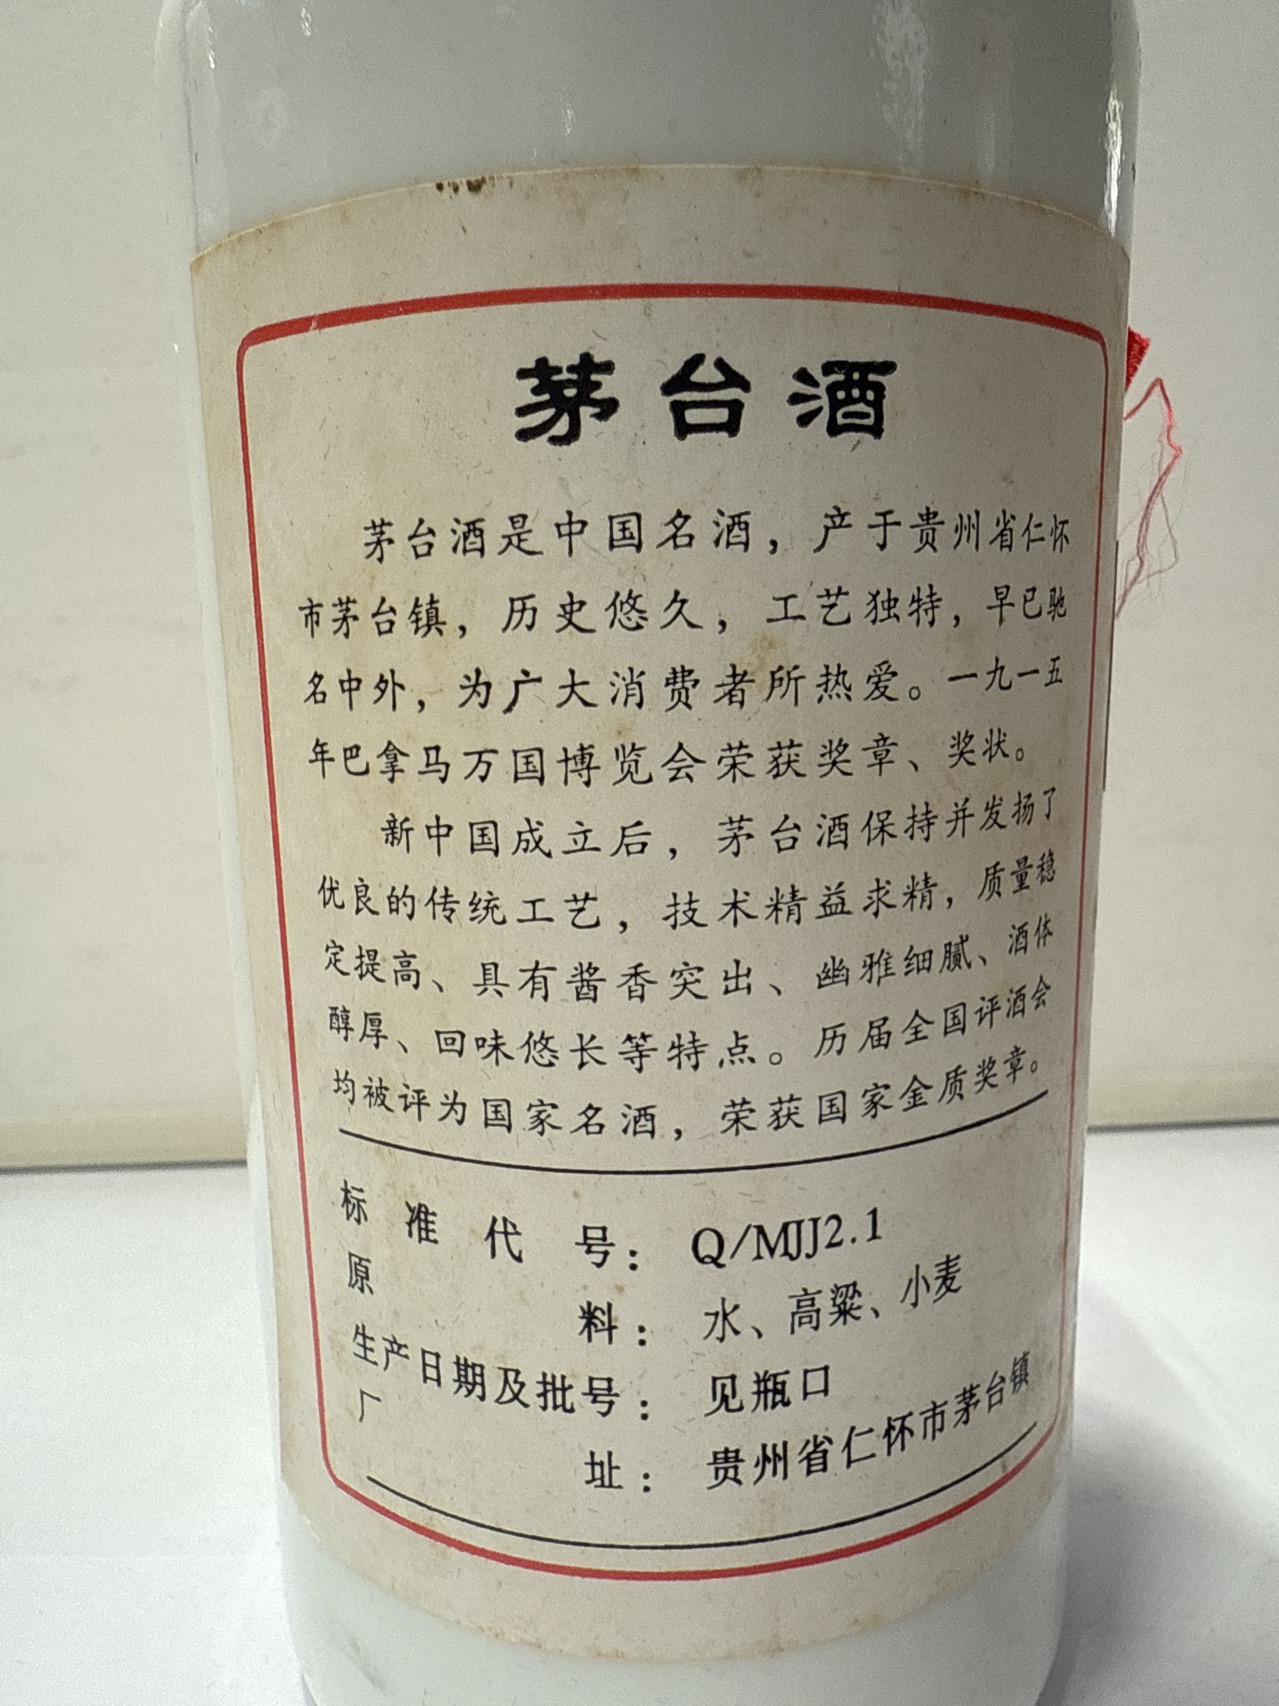 茅台酒
茅台酒是中国名酒，产于贵州省仁怀
市茅台镇，历史悠久，工艺独特，早已驰
名中外，为广大消费者所热爱。一九一五
年巴拿马万国博览会荣获奖章、奖状。
新中国成立后，茅台酒保持并发扬了
优良的传统工艺，技术精益求精，质量稳
定提高、具有酱香突出、幽雅细腻、酒体
醇厚、回味悠长等特点。历届全国评酒会
均被评为国家名酒，荣获国家金质奖章。
标准代号：Q/MJJ2.1
原料：水、高粱、小麦
生产日期及批号：见瓶口
厂址：贵州省仁怀市茅台镇